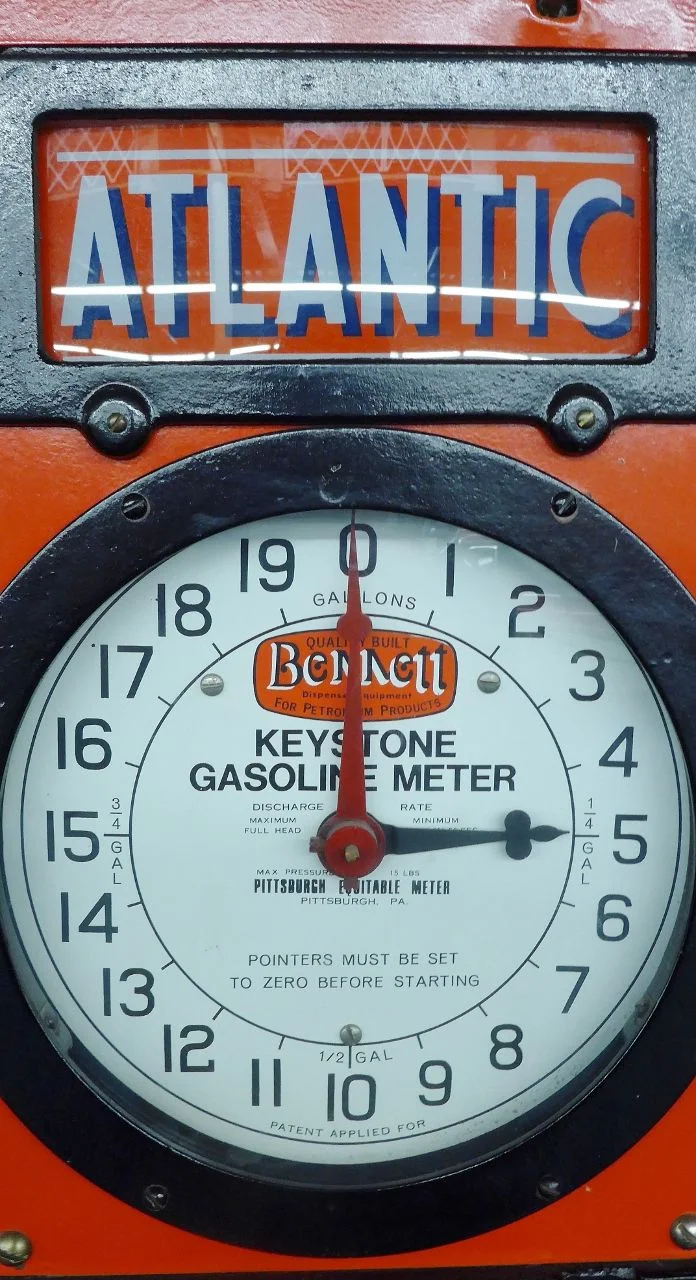 ATLANTIC
0
19
1
GALLONS
18
2
QUALITY BUILT
Bennett
17
3
Dispensing Equipment
FOR PETROLEUM PRODUCTS
16
KEYSTONE
4
GASOLINE METER
DISCHARGE RATE
MAXIMUM MINIMUM
FULL HEAD
3/4 GAL
1/4 GAL
15
5
MAX PRESSURE 15 LBS
PITTSBURGH EQUITABLE METER
PITTSBURGH, PA.
14
6
POINTERS MUST BE SET
TO ZERO BEFORE STARTING
13
7
12
8
1/2 GAL
11
9
10
PATENT APPLIED FOR